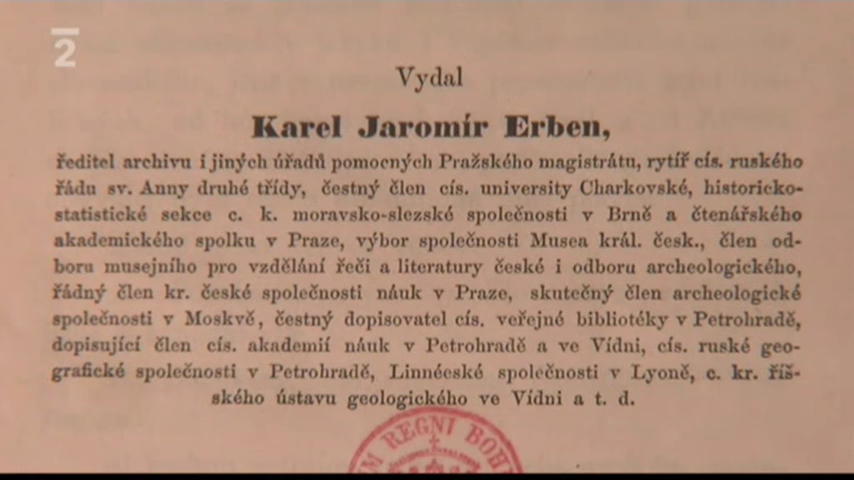 2
Vydal
Karel Jaromír Erben,
ředitel archivu i jiných úřadů pomocných Pražského magistrátu, rytíř cís. ruského
řádu sv. Anny druhé třídy, čestný člen cís. university Charkovské, historicko-
statistické sekce c. k. moravsko-slezské společnosti v Brně a čtenářského
akademického spolku v Praze, výbor společnosti Musea král. česk., člen od-
boru musejního pro vzdělání řeči a literatury české i odboru archeologického,
řádný člen kr. české společnosti náuk v Praze, skutečný člen archeologické
společnosti v Moskvě, čestný dopisovatel cís. veřejné bibliotéky v Petrohradě,
dopisující člen cís. akademií náuk v Petrohradě a ve Vídni, cís. ruské geo-
grafické společnosti v Petrohradě, Linnécské společnosti v Lyoně, c. kr. říš-
ského ústavu geologického ve Vídni a t. d.
REGNI